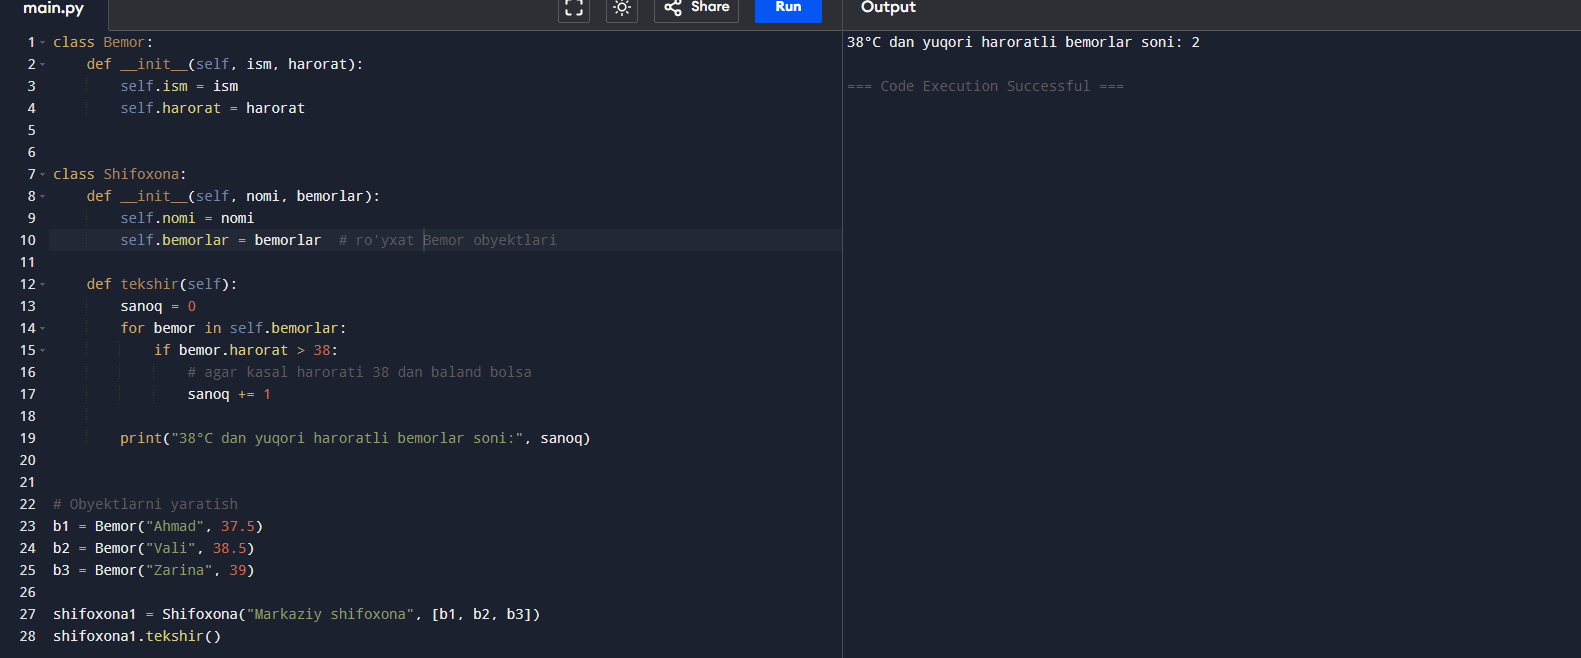 main.py
Share
Run
Output
1 class Bemor:
2     def __init__(self, ism, harorat):
3         self.ism = ism
4         self.harorat = harorat
5
6
7 class Shifoxona:
8     def __init__(self, nomi, bemorlar):
9         self.nomi = nomi
10         self.bemorlar = bemorlar  # ro'yxat Bemor obyektlari
11
12     def tekshir(self):
13         sanoq = 0
14         for bemor in self.bemorlar:
15             if bemor.harorat > 38:
16                 # agar kasal harorati 38 dan baland bolsa
17                 sanoq += 1
18
19         print("38°C dan yuqori haroratli bemorlar soni:", sanoq)
20
21
22 # Obyektlarni yaratish
23 b1 = Bemor("Ahmad", 37.5)
24 b2 = Bemor("Vali", 38.5)
25 b3 = Bemor("Zarina", 39)
26
27 shifoxona1 = Shifoxona("Markaziy shifoxona", [b1, b2, b3])
28 shifoxona1.tekshir()
38°C dan yuqori haroratli bemorlar soni: 2
=== Code Execution Successful ===